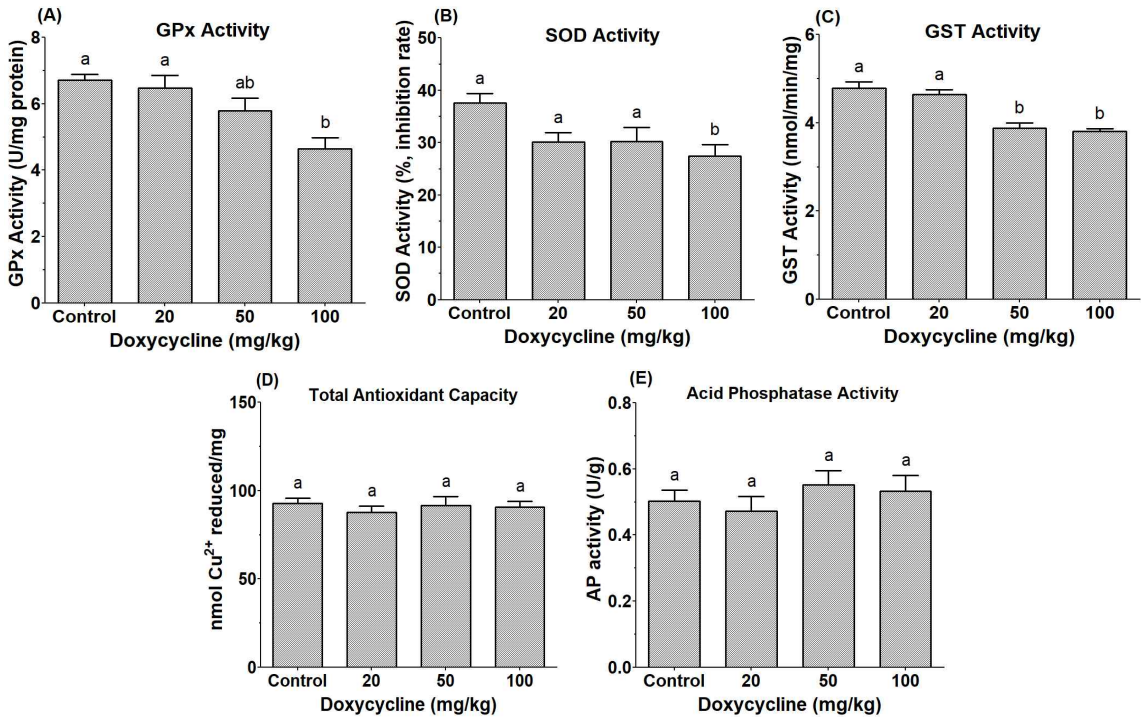 (A)
GPx Activity
GPx Activity (U/mg protein)
8
6
4
2
0
a
a
ab
b
Control 20 50 100
Doxycycline (mg/kg)
(B)
SOD Activity
SOD Activity (%, inhibition rate)
50
40
30
20
10
0
a
a
a
b
Control 20 50 100
Doxycycline (mg/kg)
(C)
GST Activity
GST Activity (nmol/min/mg)
6
4
2
0
a
a
b
b
Control 20 50 100
Doxycycline (mg/kg)
(D)
Total Antioxidant Capacity
nmol Cu²⁺ reduced/mg
150
100
50
0
a
a
a
a
Control 20 50 100
Doxycycline (mg/kg)
(E)
Acid Phosphatase Activity
AP activity (U/g)
0.8
0.6
0.4
0.2
0.0
a
a
a
a
Control 20 50 100
Doxycycline (mg/kg)